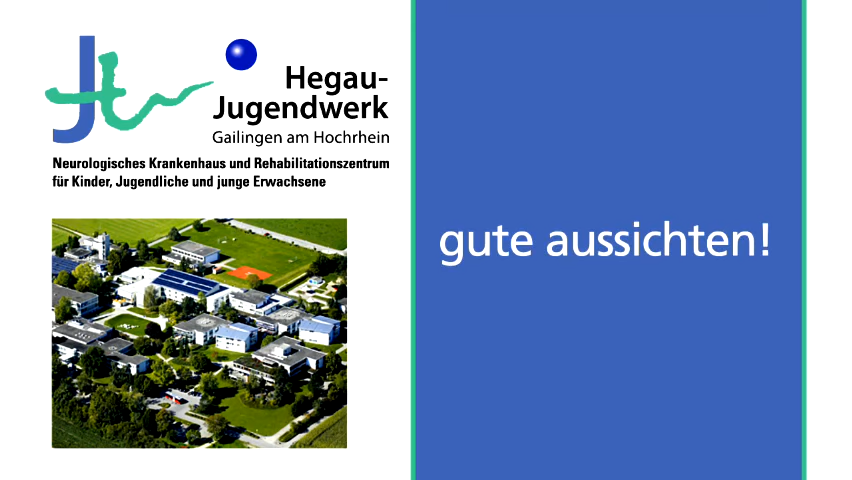 Hegau-
Jugendwerk
Gailingen am Hochrhein
Neurologisches Krankenhaus und Rehabilitationszentrum
für Kinder, Jugendliche und junge Erwachsene
gute aussichten!